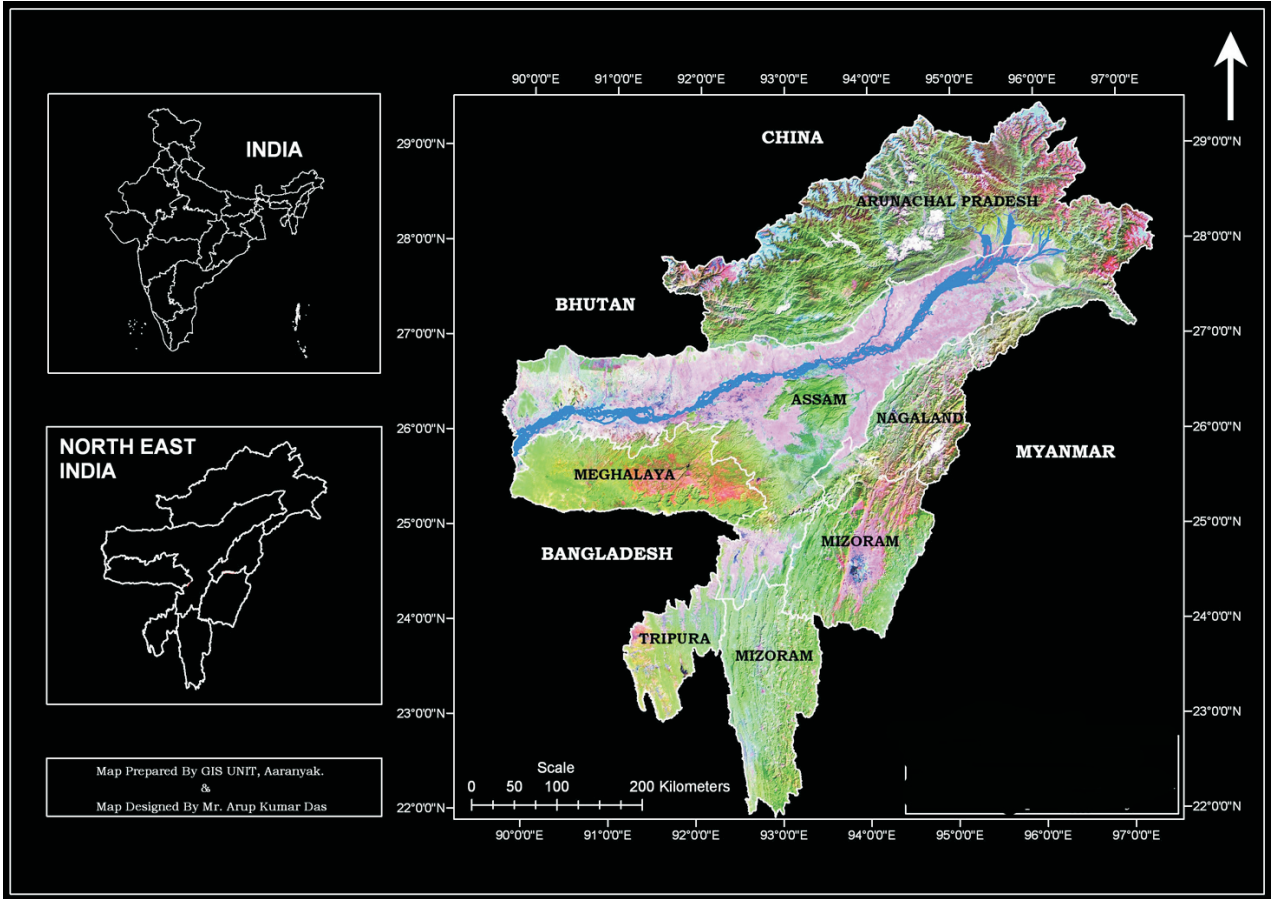 INDIA
NORTH EAST
INDIA
Map Prepared By GIS UNIT, Aaranyak.
&
Map Designed By Mr. Arup Kumar Das
90°0'0"E 91°0'0"E 92°0'0"E 93°0'0"E 94°0'0"E 95°0'0"E 96°0'0"E 97°0'0"E
29°0'0"N
28°0'0"N
27°0'0"N
26°0'0"N
25°0'0"N
24°0'0"N
23°0'0"N
22°0'0"N
CHINA
ARUNACHAL PRADESH
BHUTAN
ASSAM
NAGALAND
MYANMAR
MEGHALAYA
MIZORAM
BANGLADESH
TRIPURA
MIZORAM
Scale
0 50 100 200 Kilometers
29°0'0"N
28°0'0"N
27°0'0"N
26°0'0"N
25°0'0"N
24°0'0"N
23°0'0"N
22°0'0"N
90°0'0"E 91°0'0"E 92°0'0"E 93°0'0"E 94°0'0"E 95°0'0"E 96°0'0"E 97°0'0"E